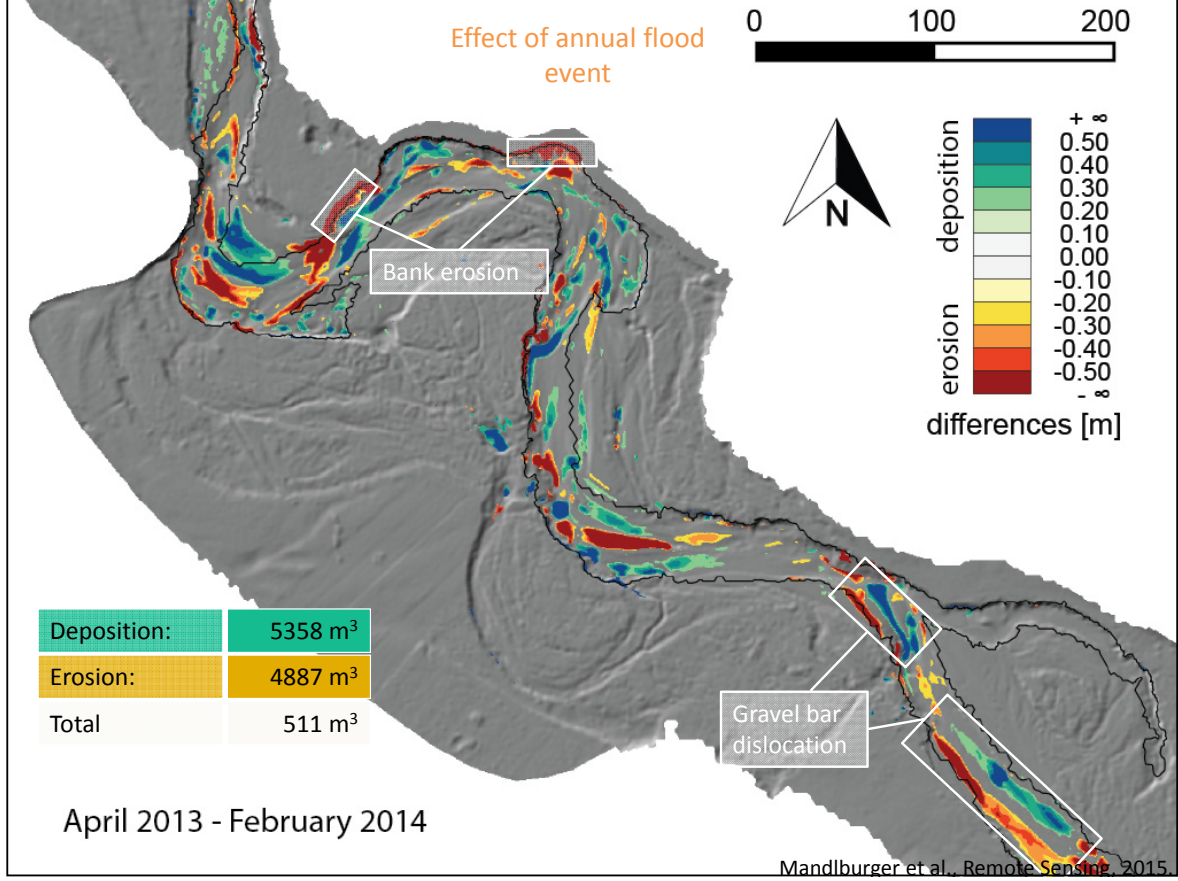 Effect of annual flood
event
0 100 200
N
deposition
erosion
+ ∞
0.50
0.40
0.30
0.20
0.10
0.00
-0.10
-0.20
-0.30
-0.40
-0.50
- ∞
differences [m]
Bank erosion
Gravel bar
dislocation
Deposition: 5358 m³
Erosion: 4887 m³
Total 511 m³
April 2013 - February 2014
Mandlburger et al., Remote Sensing, 2015.